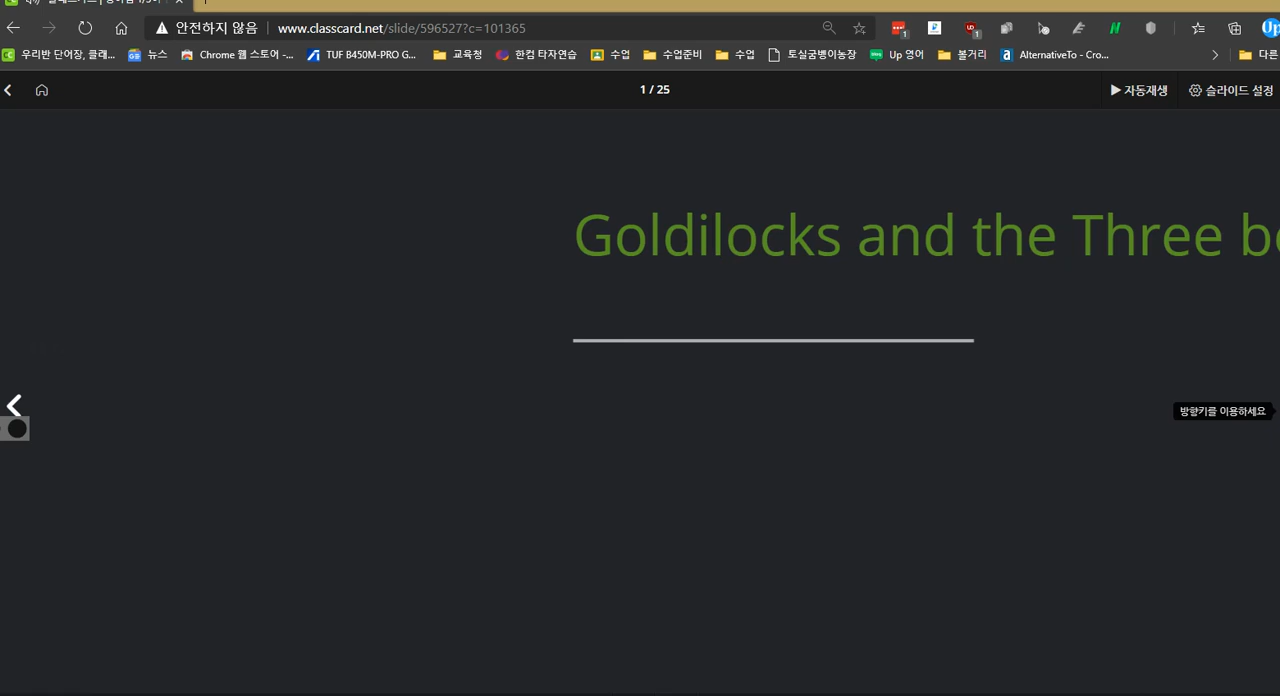 안전하지 않음 www.classcard.net/slide/596527?c=101365
우리반 단어장, 클래... 뉴스 Chrome 웹 스토어 -... TUF B450M-PRO G... 교육청 한컴 타자연습 수업 수업준비 수업 토실굼벵이농장 Up 영어 볼거리 AlternativeTo - Cro... 다른
1 / 25 자동재생 슬라이드 설정
Goldilocks and the Three
방향키를 이용하세요